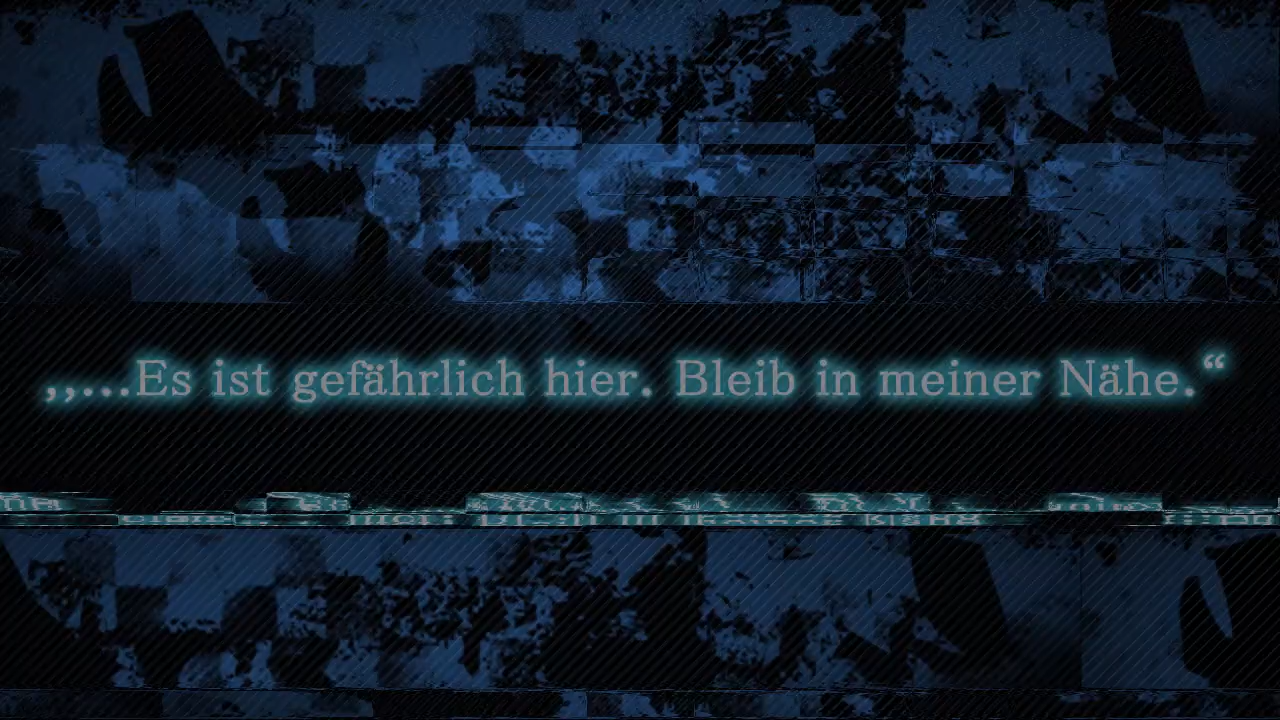 ,,...Es ist gefährlich hier. Bleib in meiner Nähe.“